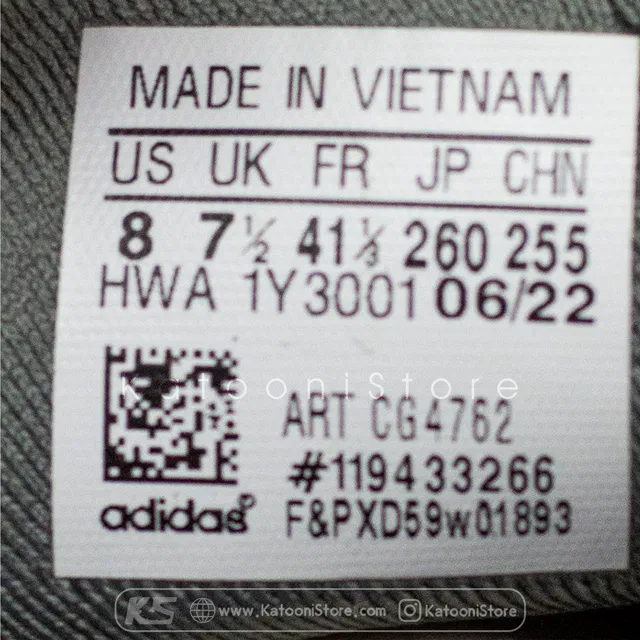 MADE IN VIETNAM
US UK FR JP CHN
8 7½ 41⅓ 260 255
HWA 1Y3001 06/22
KatooniStore
ART CG4762
#119433266
adidas F&PXD59w01893
KS www.KatooniStore.com KatooniStore